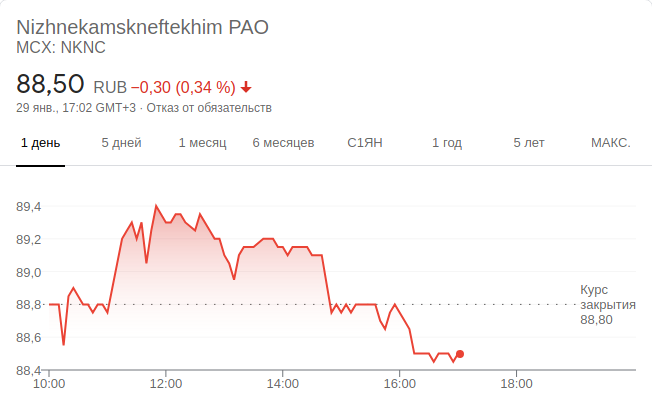 Nizhnekamskneftekhim PAO
MCX: NKNC
88,50 RUB −0,30 (0,34 %)
29 янв., 17:02 GMT+3 · Отказ от обязательств
1 день 5 дней 1 месяц 6 месяцев С1ЯН 1 год 5 лет МАКС.
89,4
89,2
89,0
88,8
88,6
88,4
Курс
закрытия
88,80
10:00 12:00 14:00 16:00 18:00